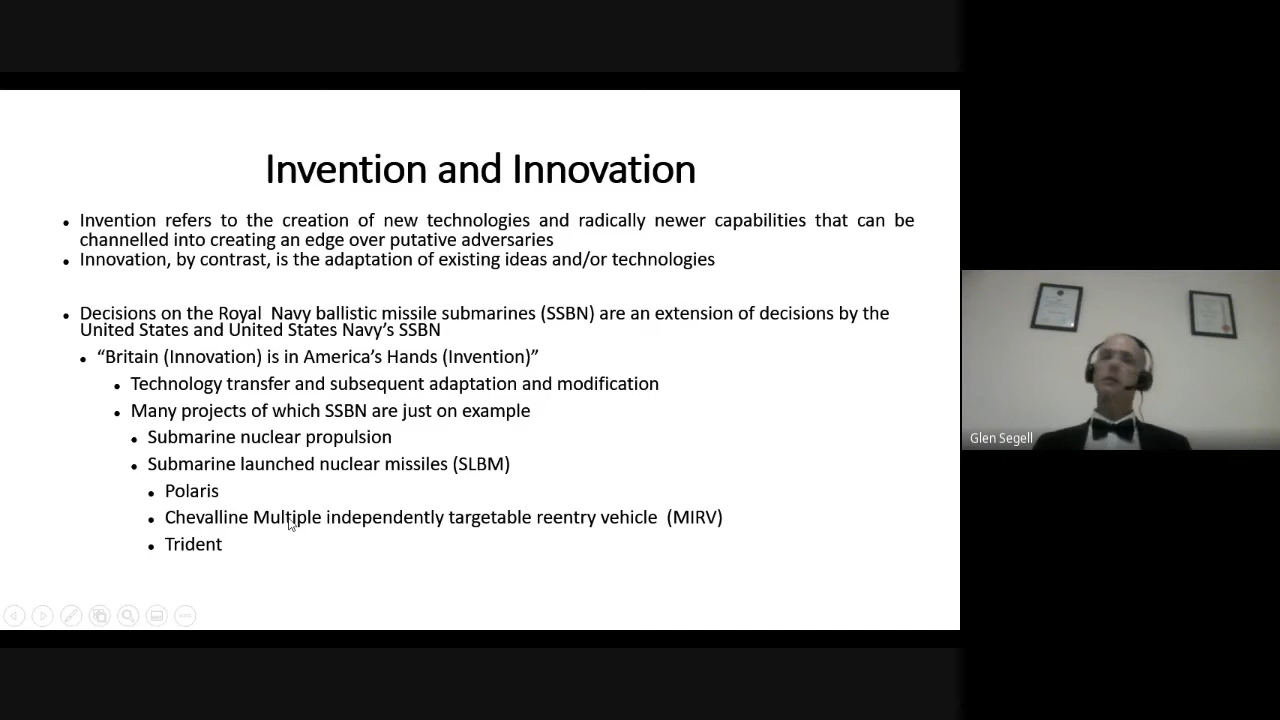 Invention and Innovation
• Invention refers to the creation of new technologies and radically newer capabilities that can be
channelled into creating an edge over putative adversaries
• Innovation, by contrast, is the adaptation of existing ideas and/or technologies
• Decisions on the Royal Navy ballistic missile submarines (SSBN) are an extension of decisions by the
United States and United States Navy’s SSBN
• “Britain (Innovation) is in America’s Hands (Invention)”
• Technology transfer and subsequent adaptation and modification
• Many projects of which SSBN are just on example
• Submarine nuclear propulsion
• Submarine launched nuclear missiles (SLBM)
• Polaris
• Chevalline Multiple independently targetable reentry vehicle (MIRV)
• Trident
Glen Segell